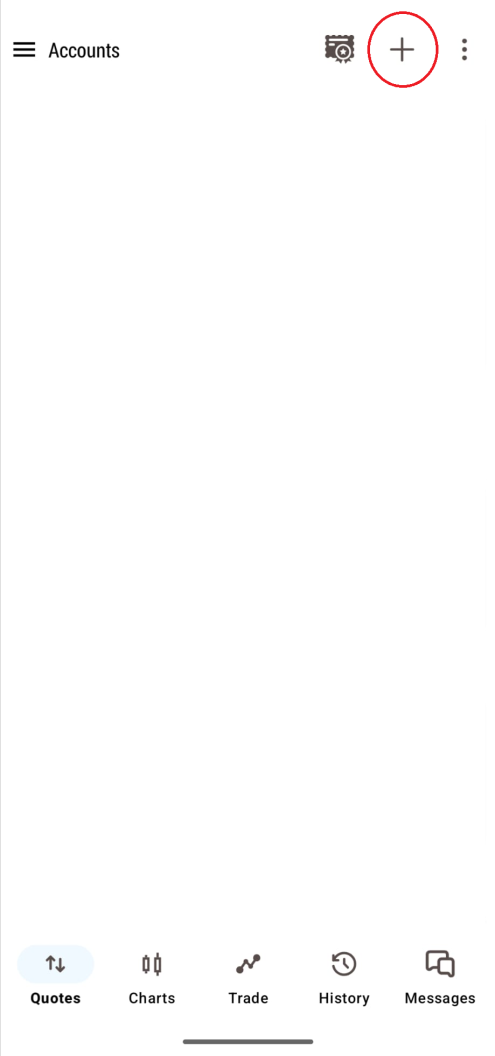 Accounts
Quotes
Charts
Trade
History
Messages